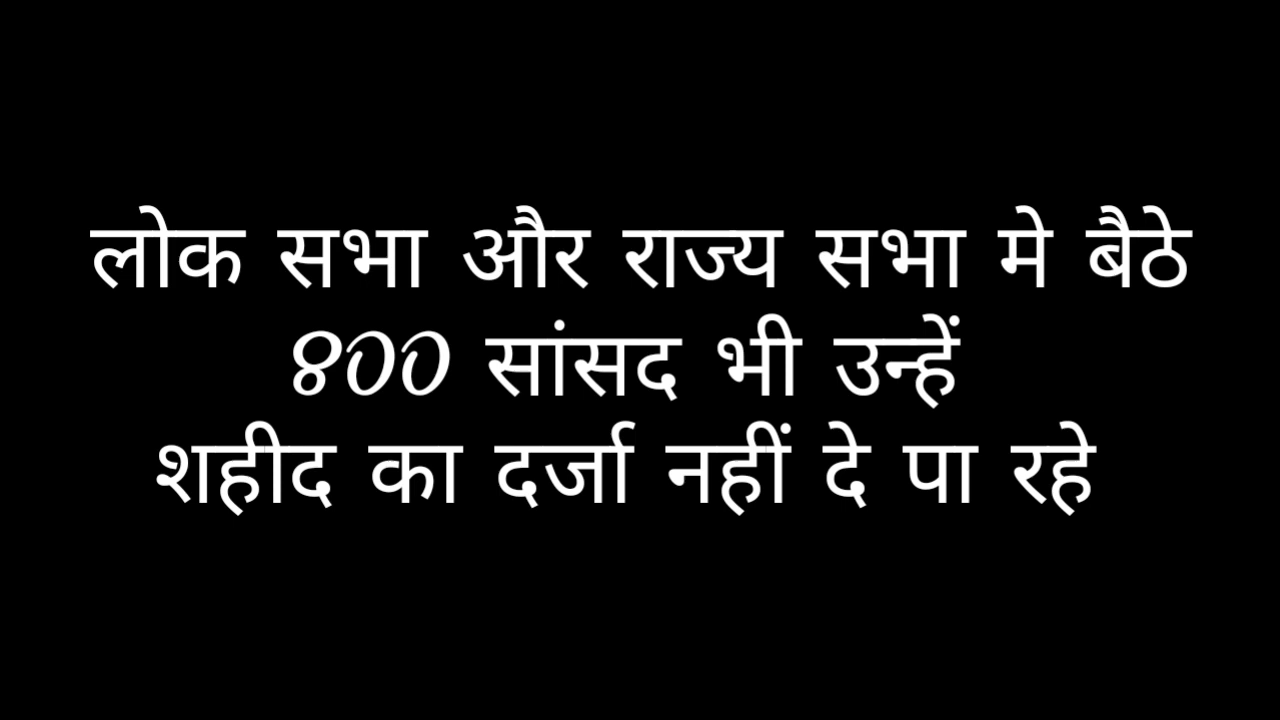 लोक सभा और राज्य सभा मे बैठे
800 सांसद भी उन्हें
शहीद का दर्जा नहीं दे पा रहे